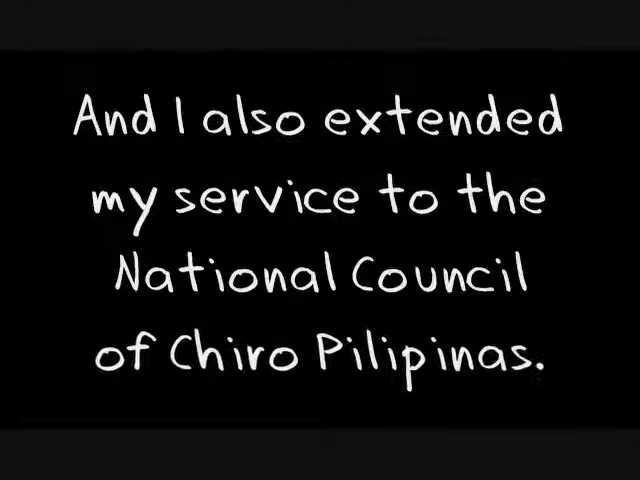 And I also extended
my service to the
National Council
of Chiro Pilipinas.